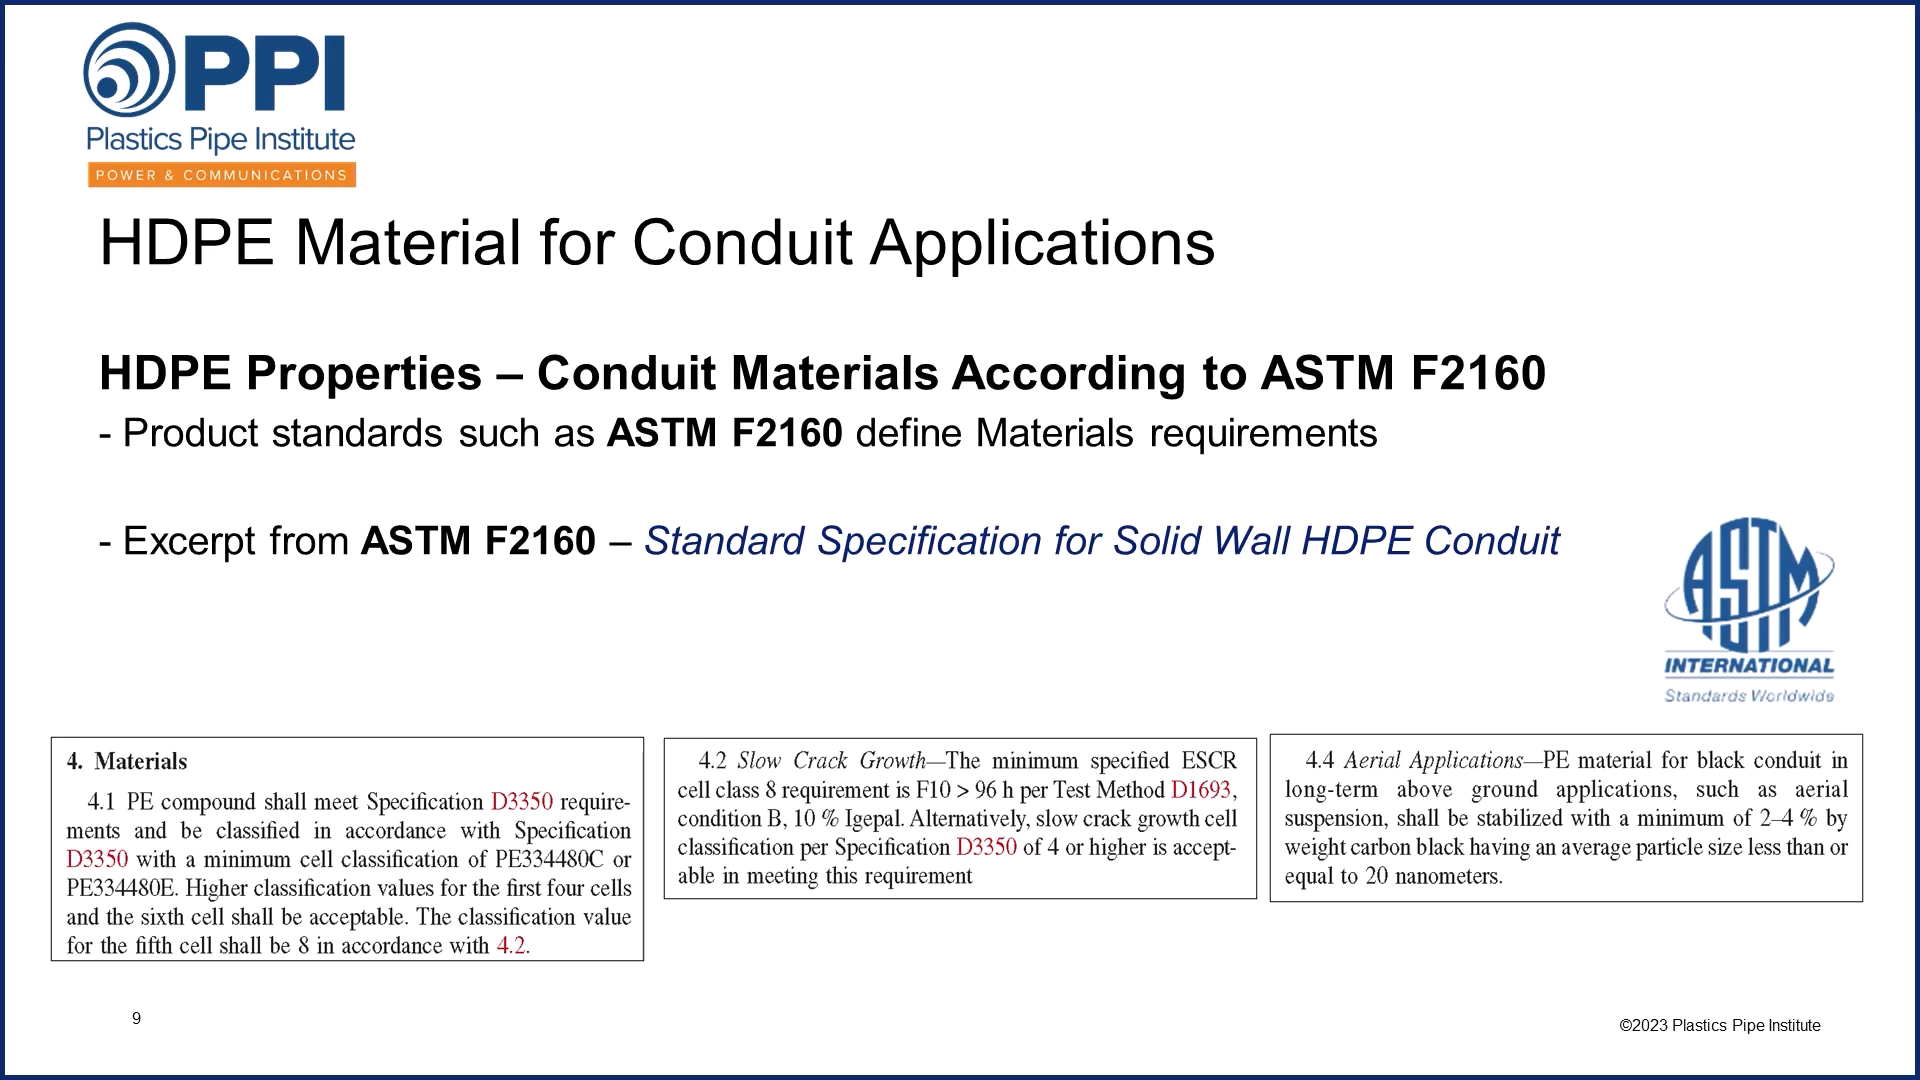 PPI
Plastics Pipe Institute
POWER & COMMUNICATIONS
HDPE Material for Conduit Applications
HDPE Properties – Conduit Materials According to ASTM F2160
- Product standards such as ASTM F2160 define Materials requirements
- Excerpt from ASTM F2160 – Standard Specification for Solid Wall HDPE Conduit
ASTM
INTERNATIONAL
Standards Worldwide
4. Materials
4.1 PE compound shall meet Specification D3350 require-
ments and be classified in accordance with Specification
D3350 with a minimum cell classification of PE334480C or
PE334480E. Higher classification values for the first four cells
and the sixth cell shall be acceptable. The classification value
for the fifth cell shall be 8 in accordance with 4.2.
4.2 Slow Crack Growth—The minimum specified ESCR
cell class 8 requirement is F10 > 96 h per Test Method D1693,
condition B, 10 % Igepal. Alternatively, slow crack growth cell
classification per Specification D3350 of 4 or higher is accept-
able in meeting this requirement
4.4 Aerial Applications—PE material for black conduit in
long-term above ground applications, such as aerial
suspension, shall be stabilized with a minimum of 2–4 % by
weight carbon black having an average particle size less than or
equal to 20 nanometers.
9
©2023 Plastics Pipe Institute